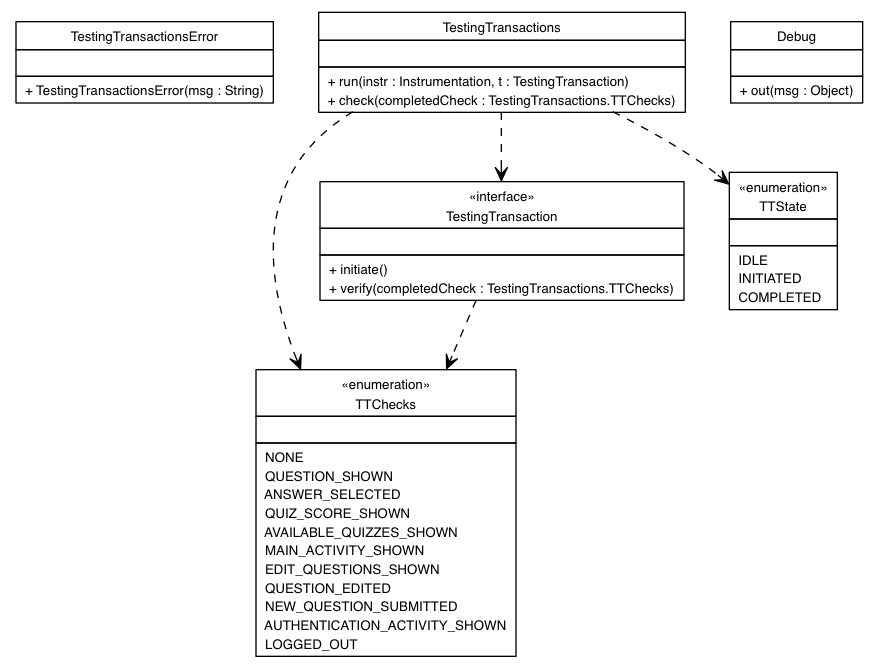 TestingTransactionsError
+ TestingTransactionsError(msg : String)
TestingTransactions
+ run(instr : Instrumentation, t : TestingTransaction)
+ check(completedCheck : TestingTransactions.TTChecks)
Debug
+ out(msg : Object)
«interface»
TestingTransaction
+ initiate()
+ verify(completedCheck : TestingTransactions.TTChecks)
«enumeration»
TTState
IDLE
INITIATED
COMPLETED
«enumeration»
TTChecks
NONE
QUESTION_SHOWN
ANSWER_SELECTED
QUIZ_SCORE_SHOWN
AVAILABLE_QUIZZES_SHOWN
MAIN_ACTIVITY_SHOWN
EDIT_QUESTIONS_SHOWN
QUESTION_EDITED
NEW_QUESTION_SUBMITTED
AUTHENTICATION_ACTIVITY_SHOWN
LOGGED_OUT